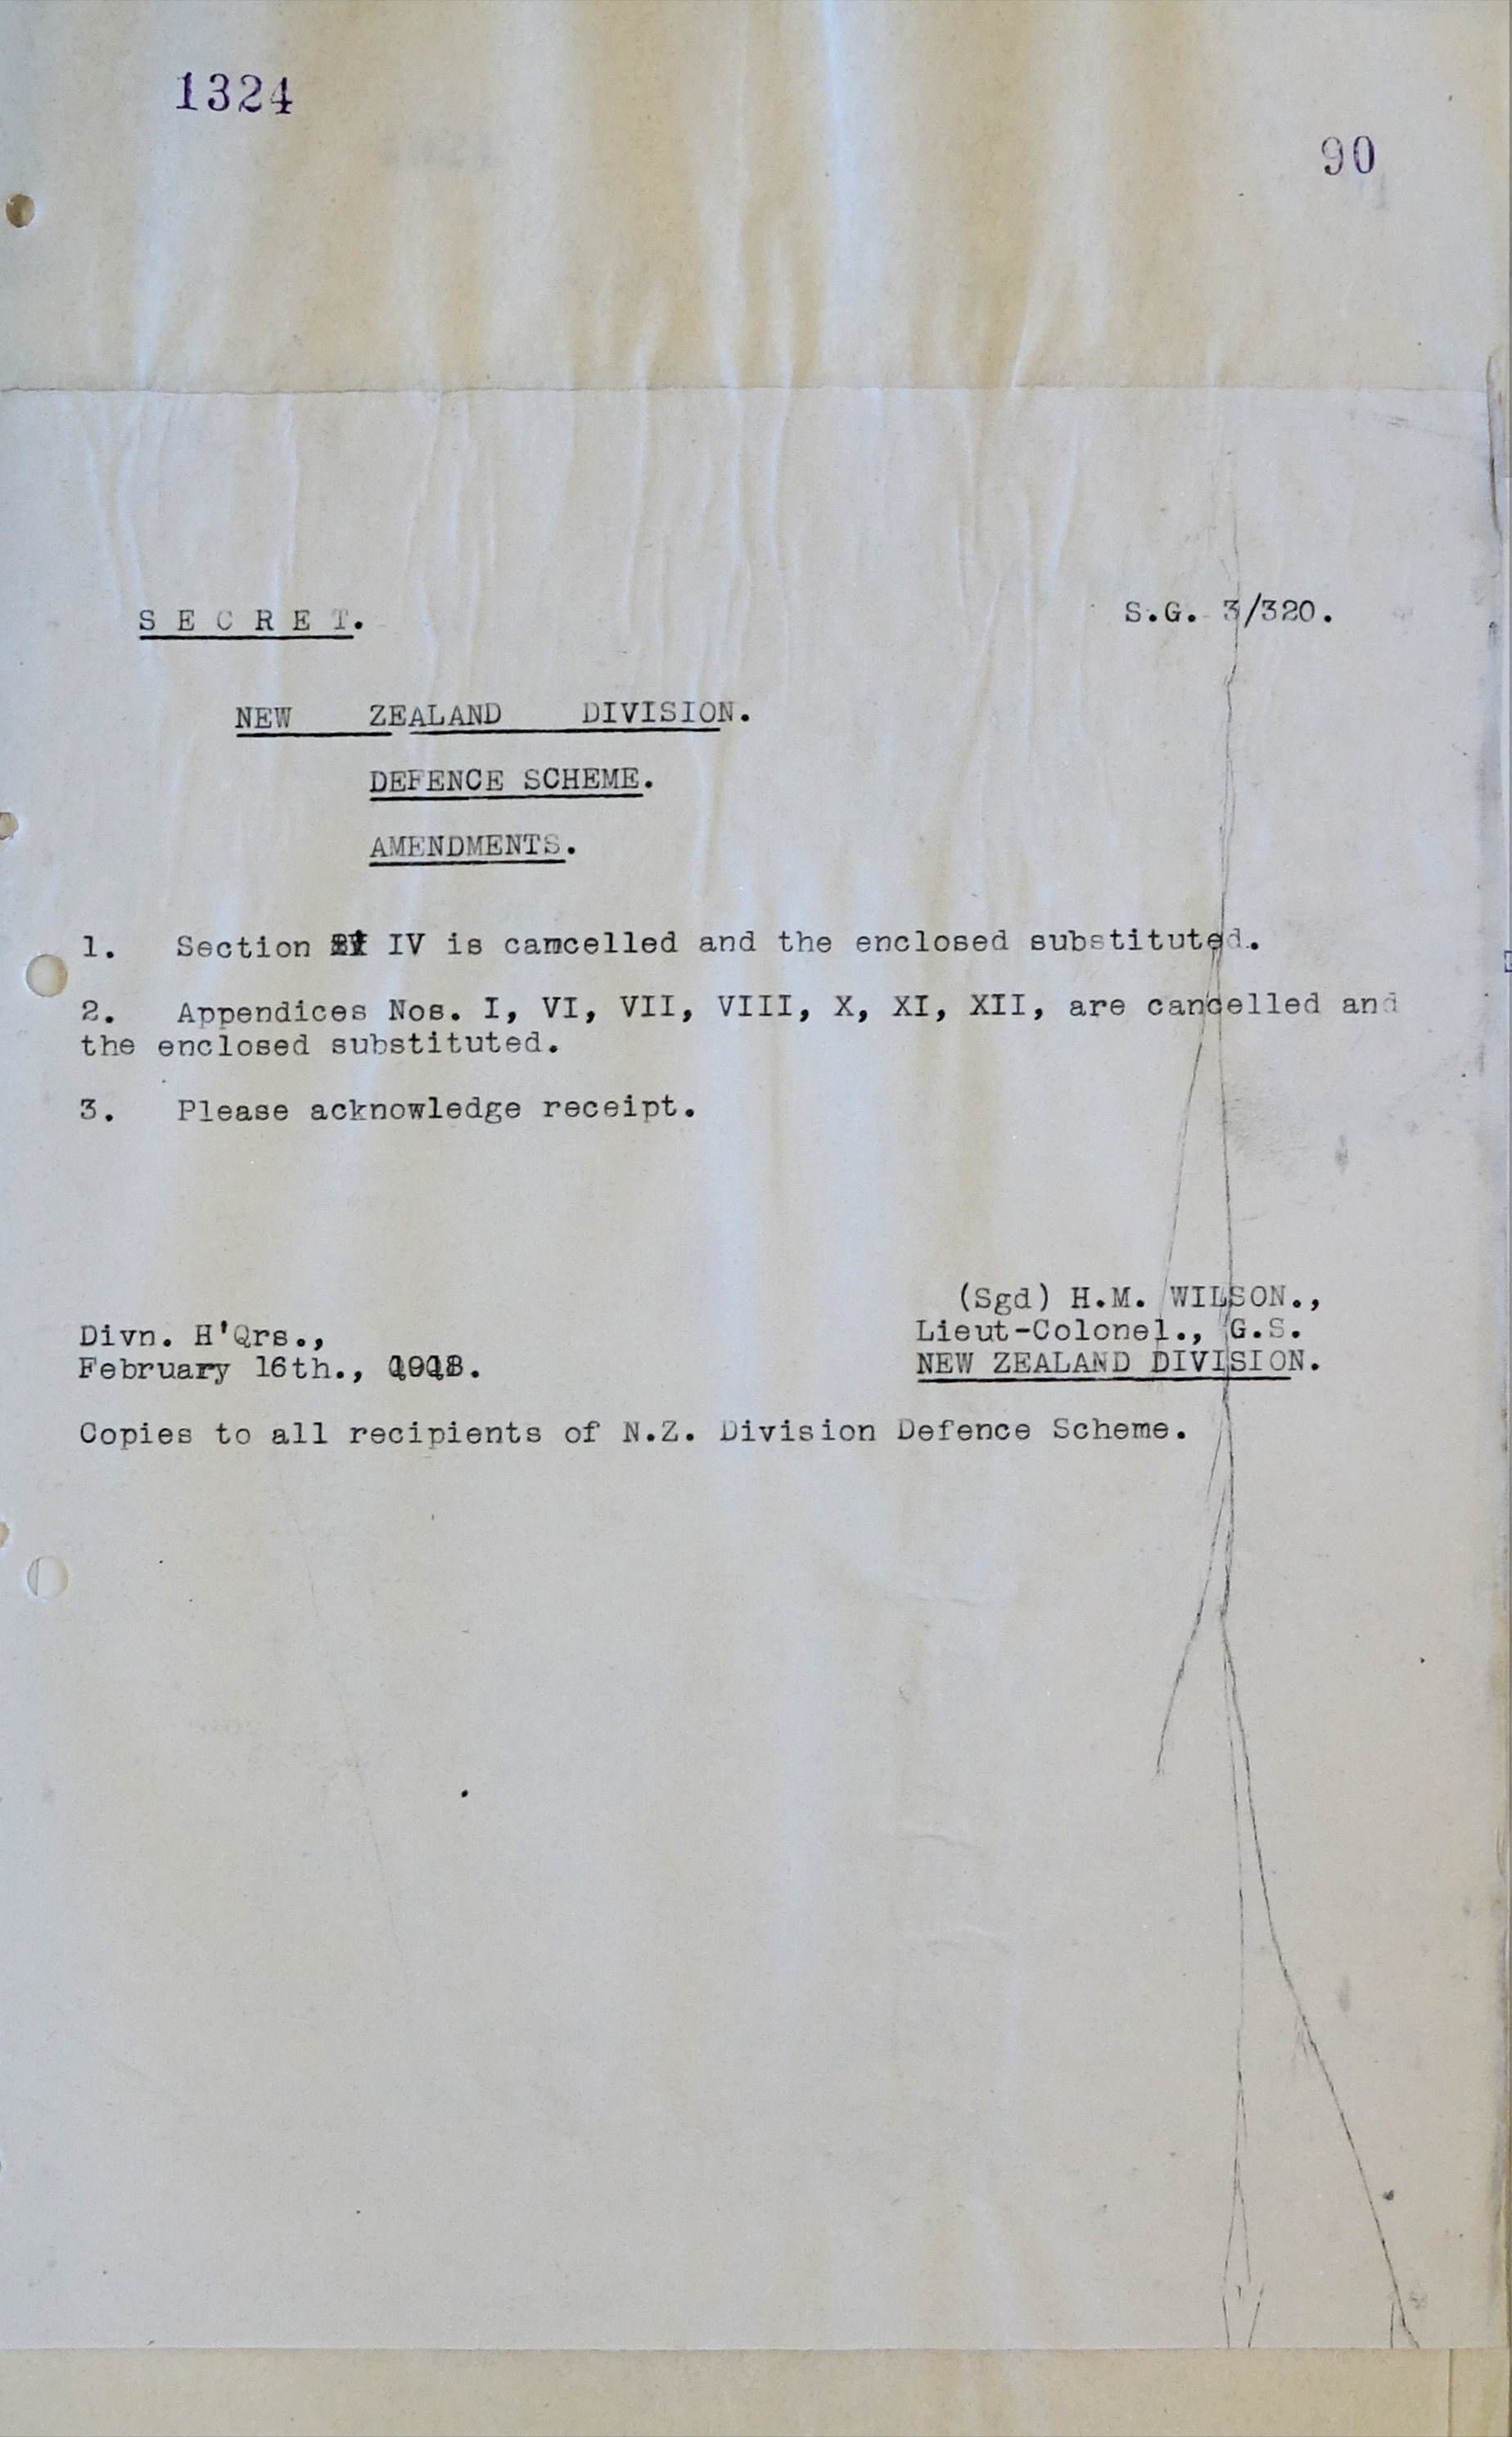 1324
90
S E C R E T.
S.G. 3/320.
NEW ZEALAND DIVISION.
DEFENCE SCHEME.
AMENDMENTS.
1. Section IV is camcelled and the enclosed substituted.
2. Appendices Nos. I, VI, VII, VIII, X, XI, XII, are cancelled and
the enclosed substituted.
3. Please acknowledge receipt.
(Sgd) H.M. WILSON.,
Divn. H'Qrs.,
Lieut-Colonel., G.S.
February 16th., 1918.
NEW ZEALAND DIVISION.
Copies to all recipients of N.Z. Division Defence Scheme.